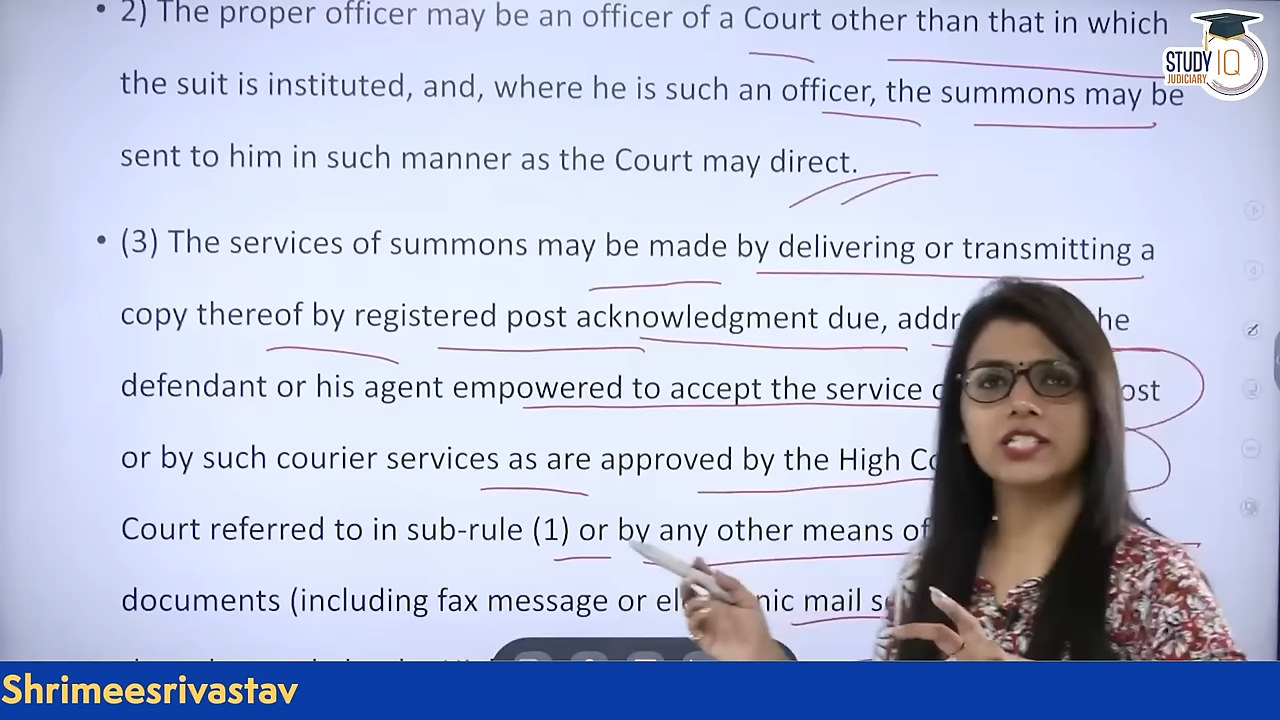 • 2) The proper officer may be an officer of a Court other than that in which
the suit is instituted, and, where he is such an officer, the summons may be
sent to him in such manner as the Court may direct.
• (3) The services of summons may be made by delivering or transmitting a
copy thereof by registered post acknowledgment due,
defendant or his agent empowered to accept the service
or by such courier services as are approved by the High
Court referred to in sub-rule (1) or by any other means of
documents (including fax message or mail
STUDY IQ
JUDICIARY
Shrimeesrivastav